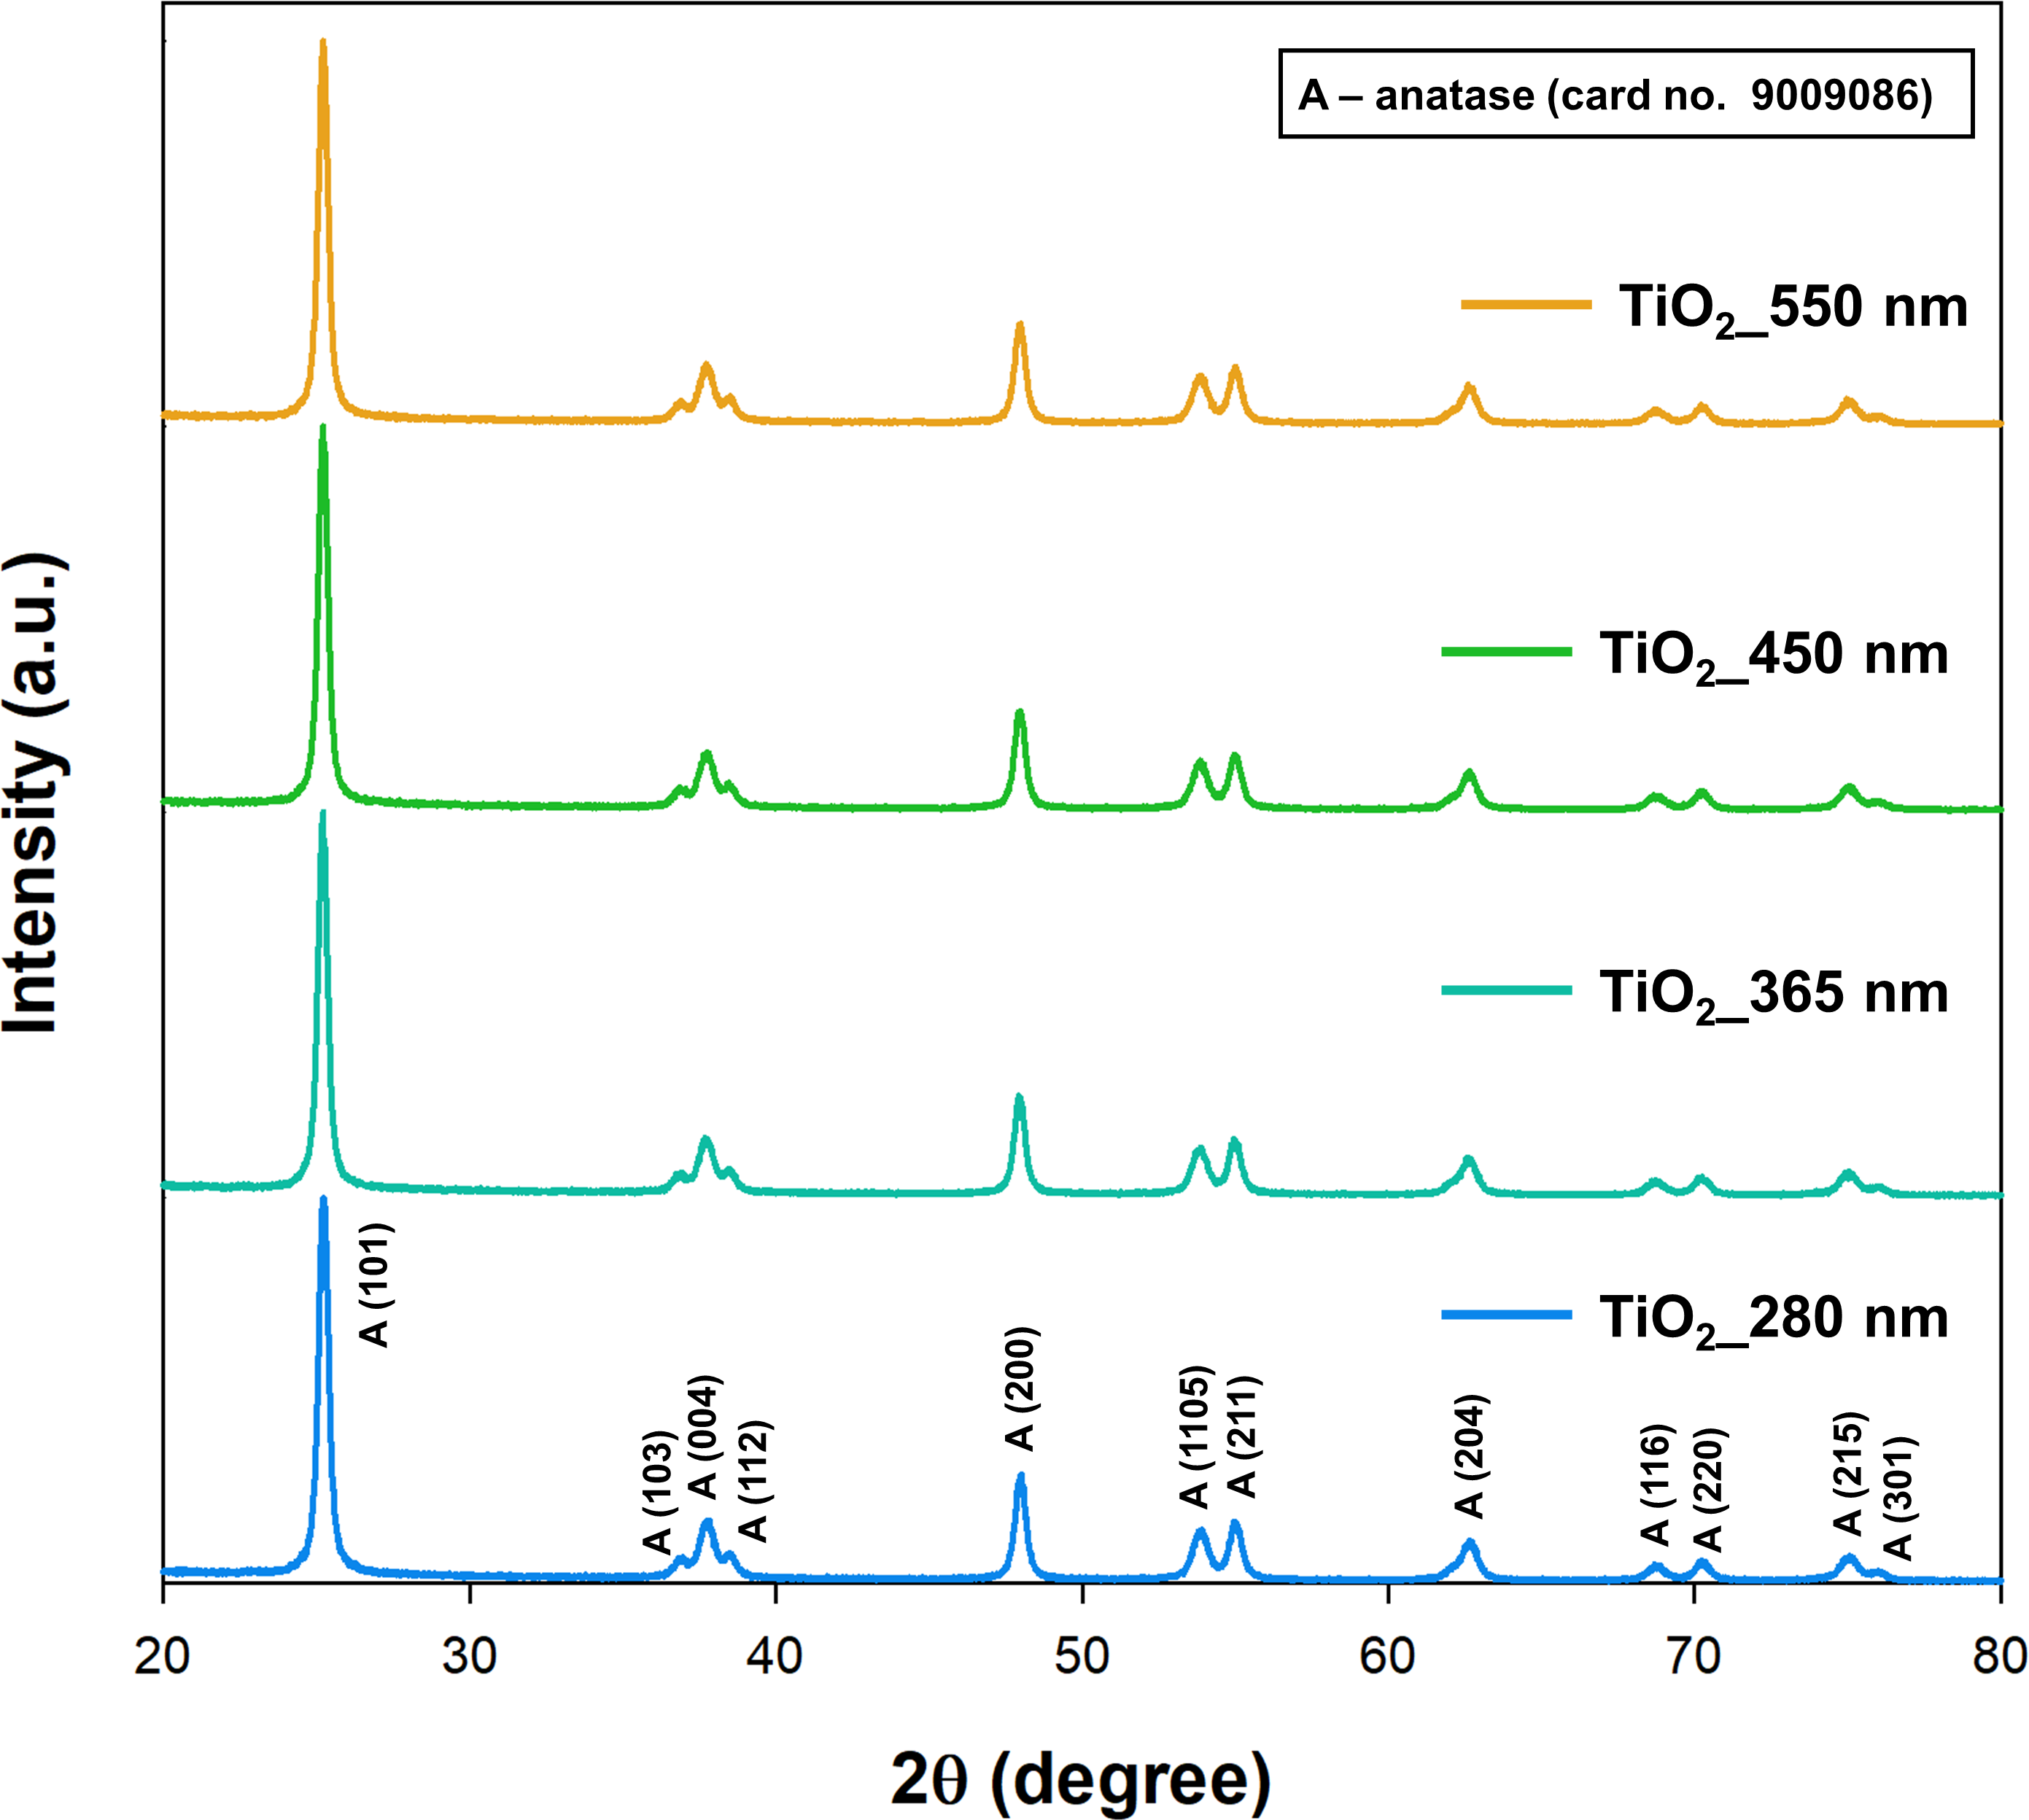 A – anatase (card no. 9009086)
TiO₂_550 nm
TiO₂_450 nm
TiO₂_365 nm
TiO₂_280 nm
Intensity (a.u.)
A (101)
A (103)
A (004)
A (112)
A (200)
A (1105)
A (211)
A (204)
A (116)
A (220)
A (215)
A (301)
20 30 40 50 60 70 80
2θ (degree)